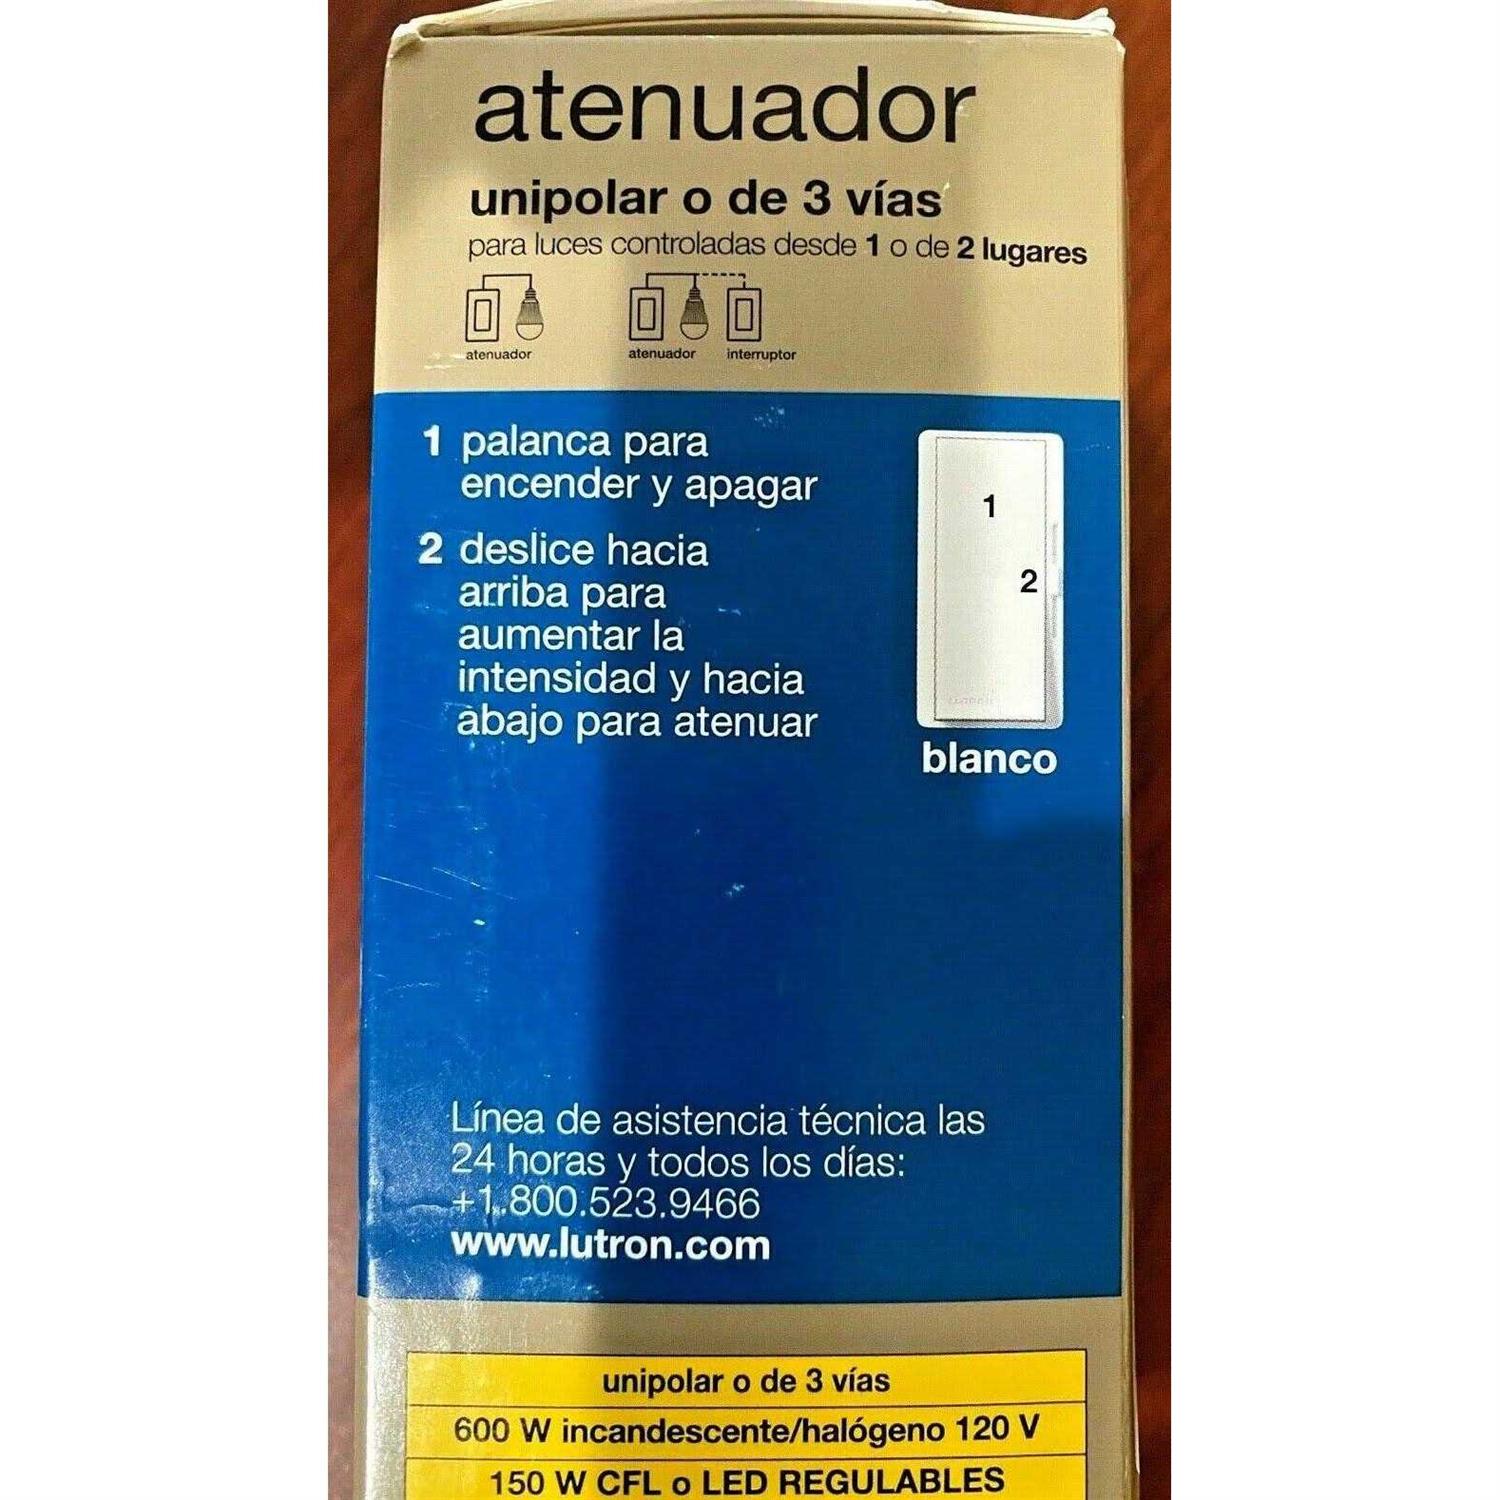 atenuador
unipolar o de 3 vías
para luces controladas desde 1 o de 2 lugares
atenuador
atenuador interruptor
1 palanca para
encender y apagar
2 deslice hacia
arriba para
aumentar la
intensidad y hacia
abajo para atenuar
1
2
blanco
Línea de asistencia técnica las
24 horas y todos los días:
+1.800.523.9466
www.lutron.com
unipolar o de 3 vías
600 W incandescente/halógeno 120 V
150 W CFL o LED REGULABLES